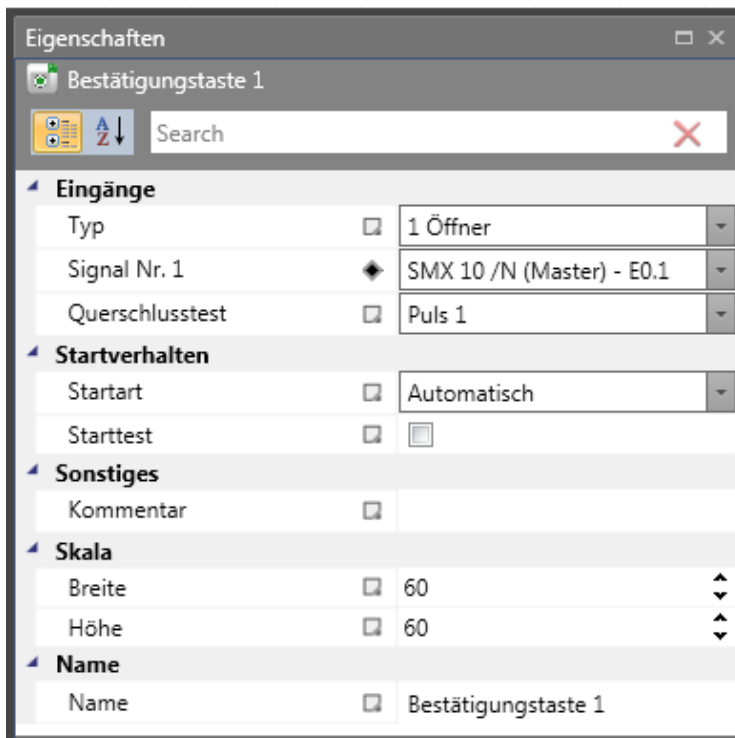 Eigenschaften
Bestätigungstaste 1
A Z Search
Eingänge
Typ 1 Öffner
Signal Nr. 1 SMX 10 /N (Master) - E0.1
Querschlusstest Puls 1
Startverhalten
Startart Automatisch
Starttest
Sonstiges
Kommentar
Skala
Breite 60
Höhe 60
Name
Name Bestätigungstaste 1